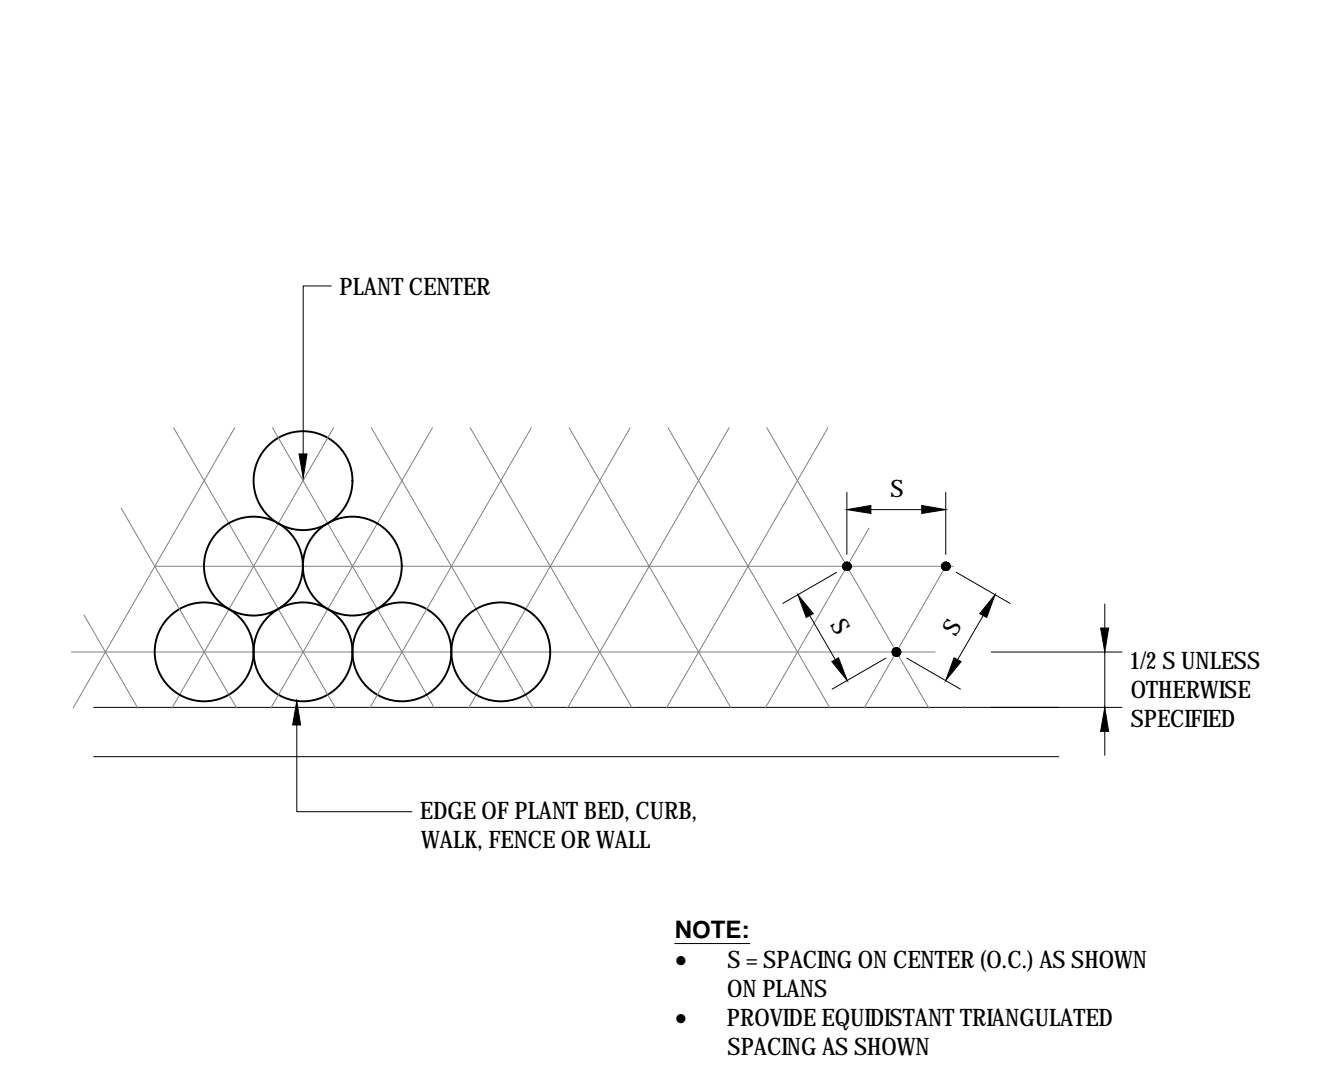 PLANT CENTER
S
S
S
1/2 S UNLESS
OTHERWISE
SPECIFIED
EDGE OF PLANT BED, CURB,
WALK, FENCE OR WALL
NOTE:
• S = SPACING ON CENTER (O.C.) AS SHOWN
ON PLANS
• PROVIDE EQUIDISTANT TRIANGULATED
SPACING AS SHOWN